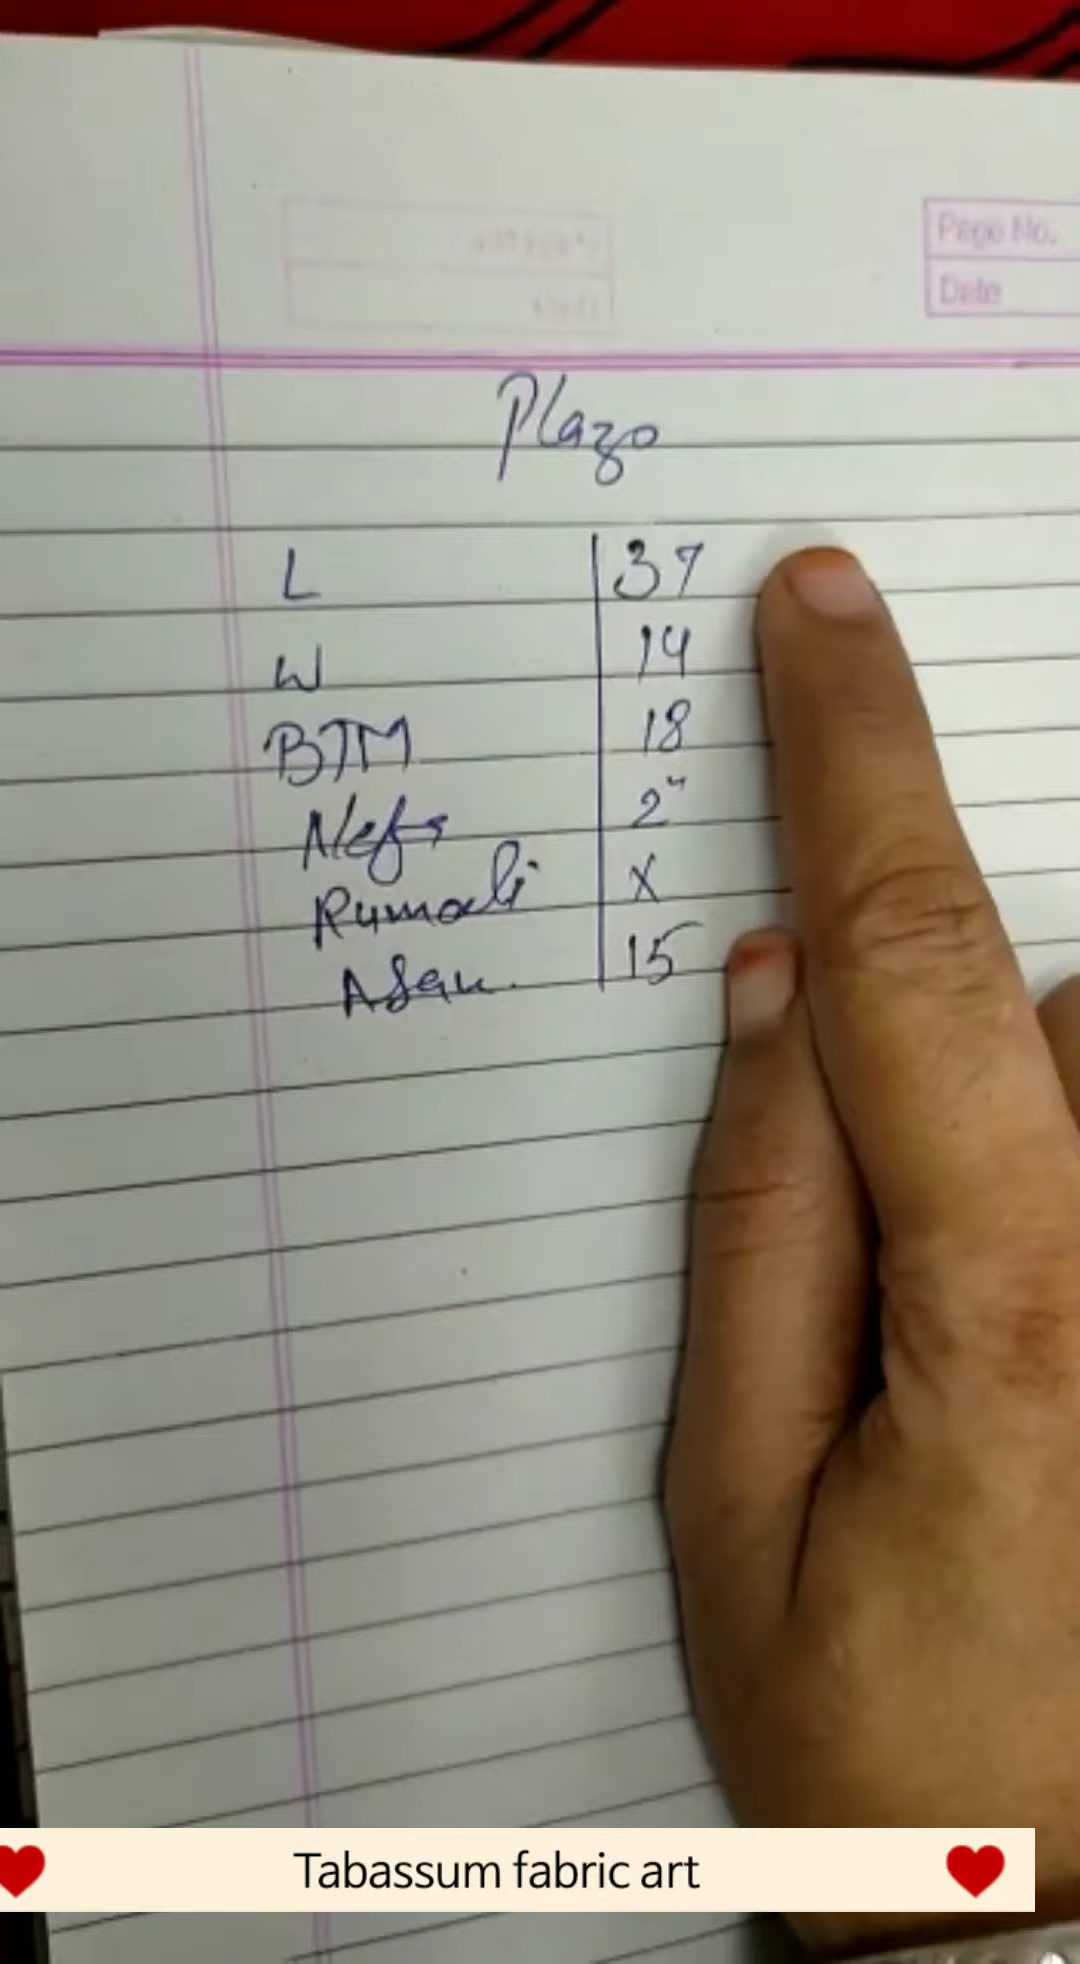 Page No.
Date
Plazo
L 37
W 14
BTM 18
Nefa 2"
Rumali X
Asan. 15
Tabassum fabric art